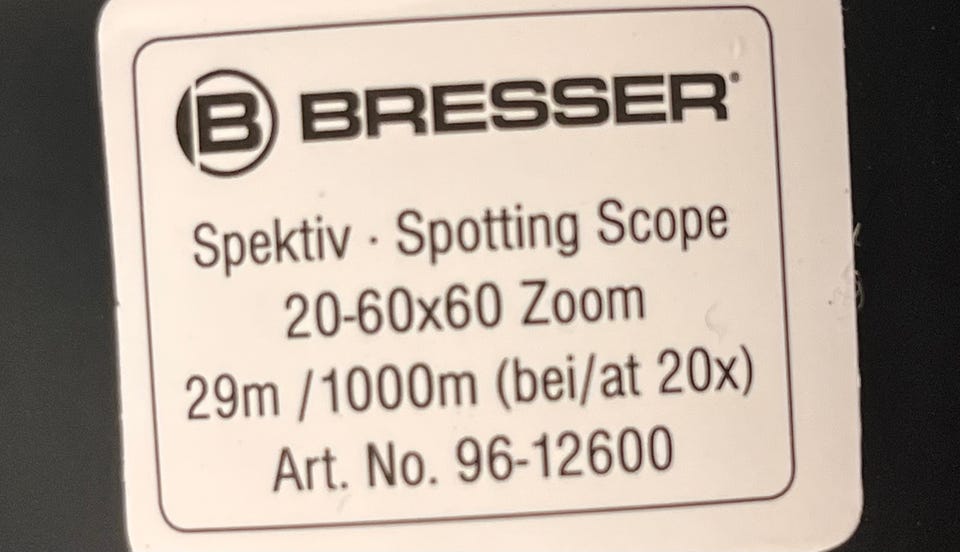 B BRESSER®
Spektiv · Spotting Scope
20-60x60 Zoom
29m /1000m (bei/at 20x)
Art. No. 96-12600